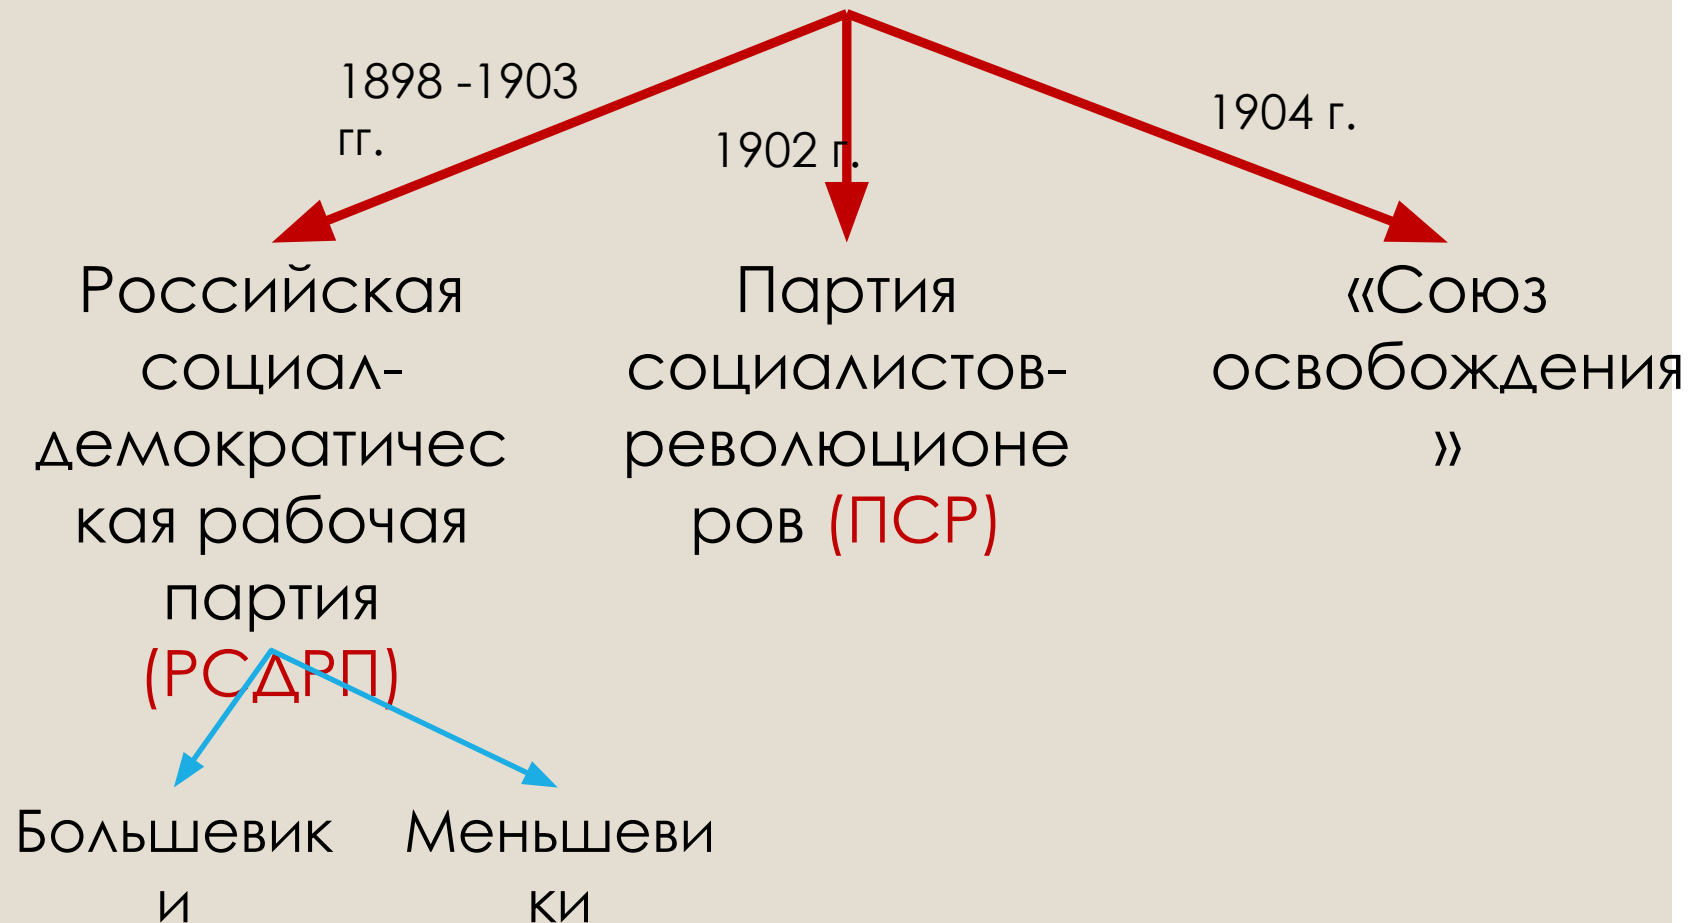 1898 -1903
гг.
1902 г.
1904 г.
Российская
социал-
демократичес
кая рабочая
партия
(РСДРП)
Партия
социалистов-
революционе
ров (ПСР)
«Союз
освобождения
»
Большевик
и
Меньшеви
ки